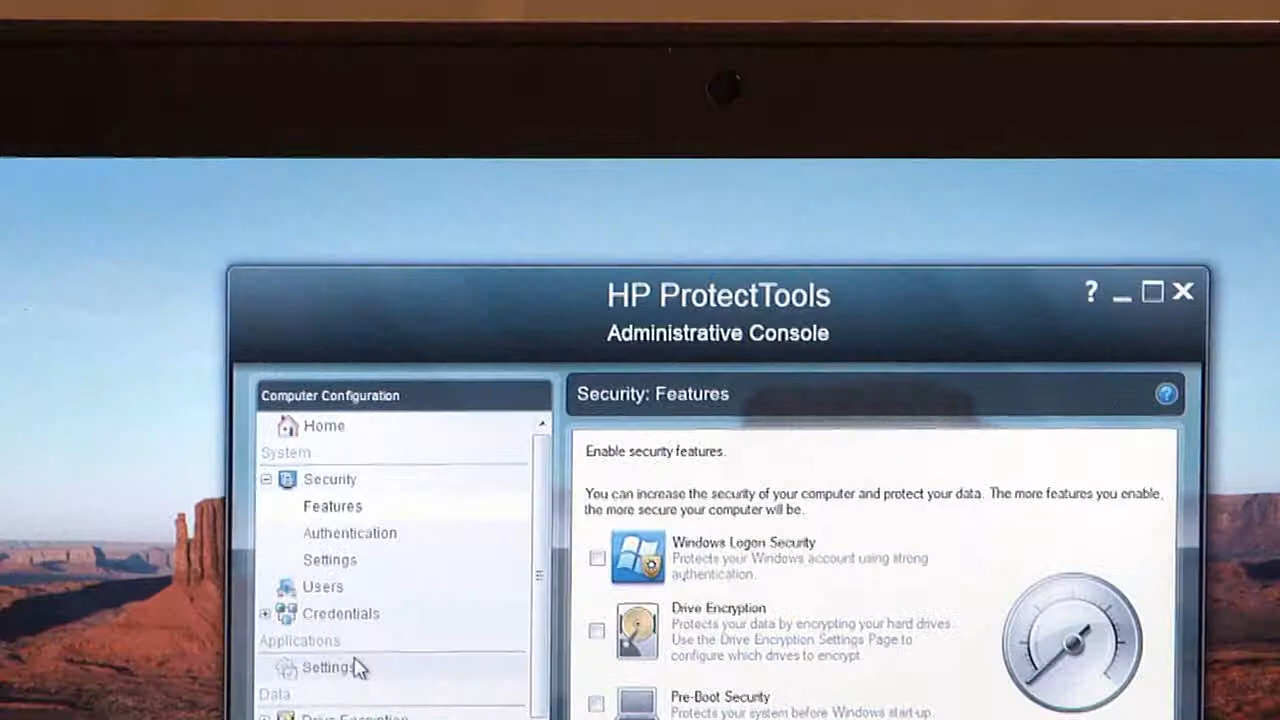 HP ProtectTools
? _ X
Administrative Console
Computer Configuration
Home
System
Security
Features
Authentication
Settings
Users
Credentials
Applications
Settings
Data
Drive Encryption
Security: Features
?
Enable security features.
You can increase the security of your computer and protect your data. The more features you enable,
the more secure your computer will be.
Windows Logon Security
Protects your Windows account using strong
authentication.
Drive Encryption
Protects your data by encrypting your hard drives.
Use the Drive Encryption Settings Page to
configure which drives to encrypt
Pre-Boot Security
Protects your system before Windows start-up.